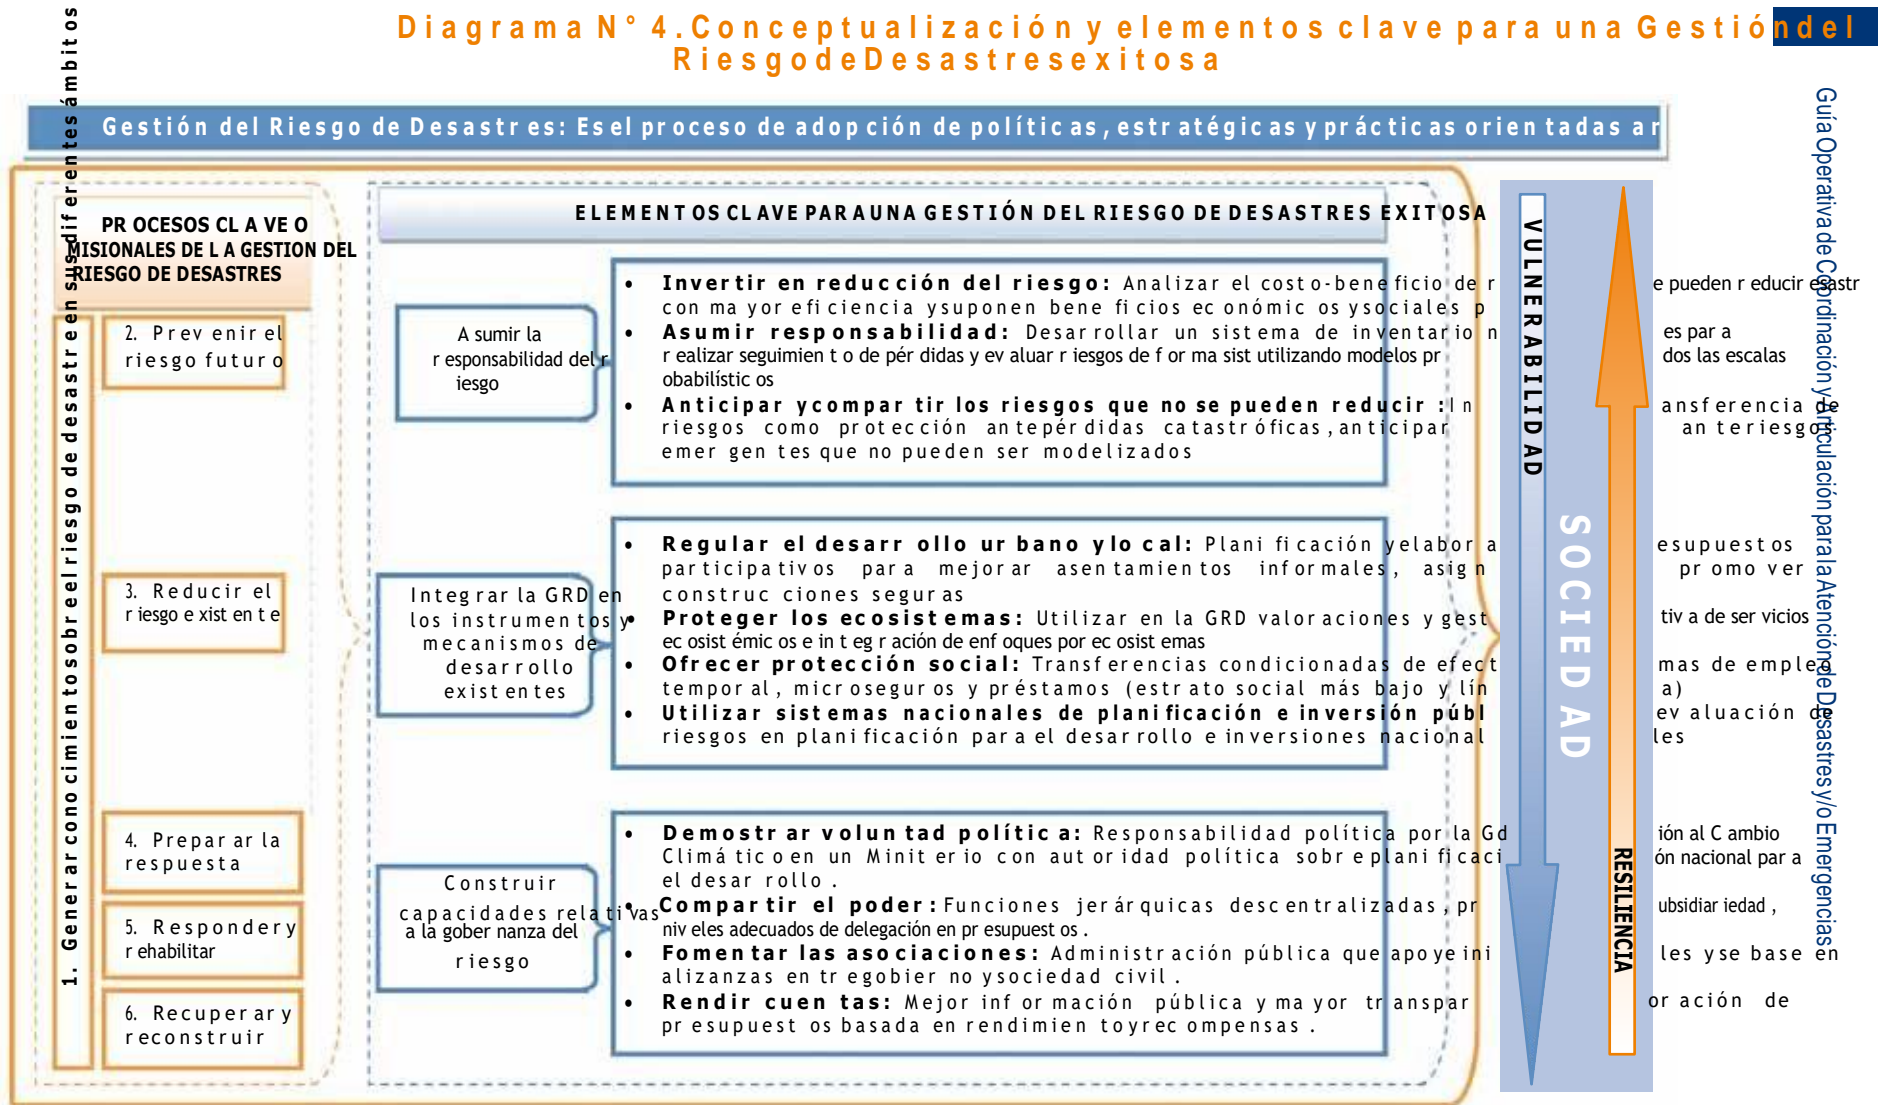 Diagrama N° 4. Conceptualización y elementos clave para una Gestión del
Riesgo de Desastres exitosa
Gestión del Riesgo de Desastres: Es el proceso de adopción de políticas, estratégicas y prácticas orientadas a r
PROCESOS CLAVE O
MISIONALES DE LA GESTION DEL
RIESGO DE DESASTRES
1. Generar conocimiento sobre el riesgo de desastre en sus diferentes ámbitos
2. Prevenir el
riesgo futuro
3. Reducir el
riesgo existente
4. Preparar la
respuesta
5. Responder y
rehabilitar
6. Recuperar y
reconstruir
ELEMENTOS CLAVE PARA UNA GESTIÓN DEL RIESGO DE DESASTRES EXITOSA
Asumir la
responsabilidad del r
iesgo
• Invertir en reducción del riesgo: Analizar el costo-beneficio de r e pueden reducir esastr
con mayor eficiencia y suponen beneficios económicos y sociales p
• Asumir responsabilidad: Desarrollar un sistema de inventario n es para
realizar seguimiento de pérdidas y evaluar riesgos de forma sist utilizando modelos pr dos las escalas
obabilísticos
• Anticipar y compartir los riesgos que no se pueden reducir: In ansferencia de
riesgos como protección ante pérdidas catastróficas, anticipar ante riesgos
emergentes que no pueden ser modelizados
Integrar la GRD en
los instrumentos y
mecanismos de
desarrollo
existentes
• Regular el desarrollo urbano y local: Planificación y elabora esupuestos
participativos para mejorar asentamientos informales, asign promover
construcciones seguras
• Proteger los ecosistemas: Utilizar en la GRD valoraciones y gest tiva de servicios
ecosistémicos e integración de enfoques por ecosistemas
• Ofrecer protección social: Transferencias condicionadas de efect mas de empleo
temporal, microseguros y préstamos (estrato social más bajo y lín a)
• Utilizar sistemas nacionales de planificación e inversión públ evaluación de
riesgos en planificación para el desarrollo e inversiones nacional les
Construir
capacidades relativas
a la gobernanza del
riesgo
• Demostrar voluntad política: Responsabilidad política por la Gd ión al Cambio
Climático en un Miniterio con autoridad política sobre planificaci ón nacional para
el desarrollo.
• Compartir el poder: Funciones jerárquicas descentralizadas, pr ubsidiariedad,
niveles adecuados de delegación en presupuestos.
• Fomentar las asociaciones: Administración pública que apoye ini les y se base en
alizanzas entre gobierno y sociedad civil.
• Rendir cuentas: Mejor información pública y mayor transpar oración de
presupuestos basada en rendimiento y recompensas.
VULNERABILIDAD
SOCIEDAD
RESILIENCIA
Guía Operativa de Coordinación y Articulación para la Atención de Desastres y/o Emergencias